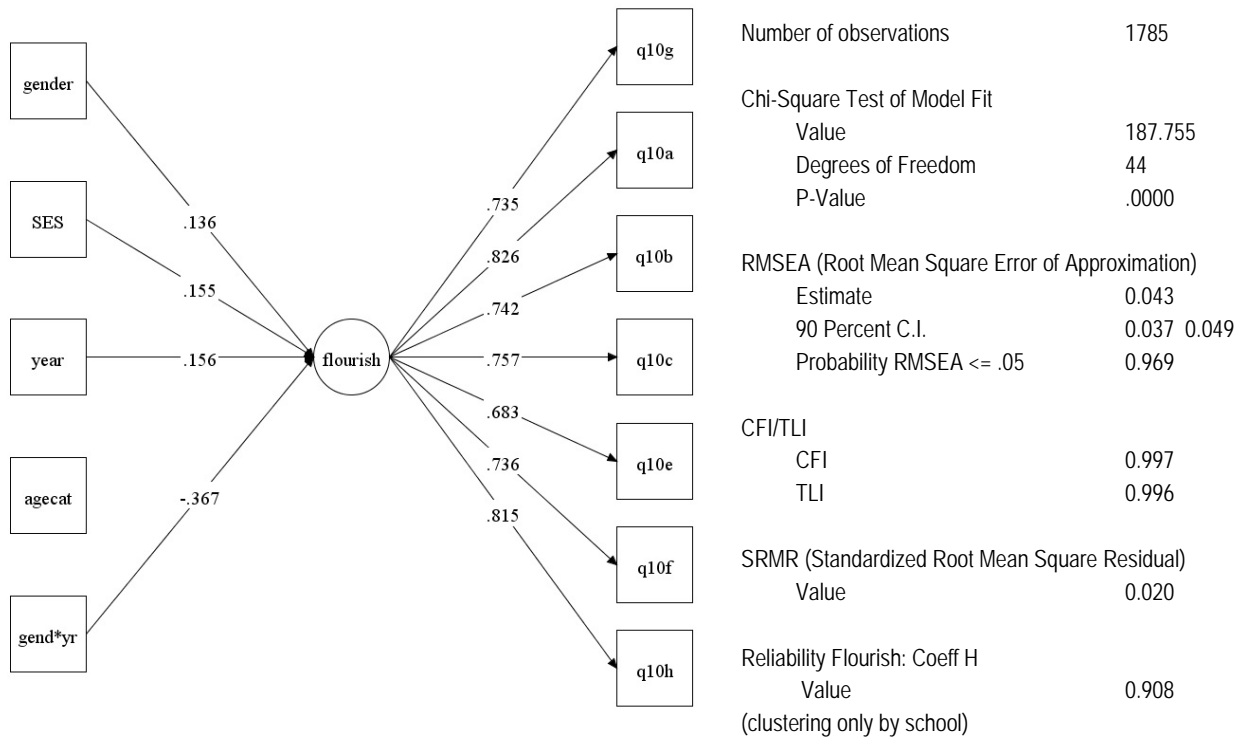 gender
SES
year
agecat
gend*yr
.136
.155
.156
-.367
flourish
.735
.826
.742
.757
.683
.736
.815
q10g
q10a
q10b
q10c
q10e
q10f
q10h
Number of observations 1785
Chi-Square Test of Model Fit
Value 187.755
Degrees of Freedom 44
P-Value .0000
RMSEA (Root Mean Square Error of Approximation)
Estimate 0.043
90 Percent C.I. 0.037 0.049
Probability RMSEA <= .05 0.969
CFI/TLI
CFI 0.997
TLI 0.996
SRMR (Standardized Root Mean Square Residual)
Value 0.020
Reliability Flourish: Coeff H
Value 0.908
(clustering only by school)